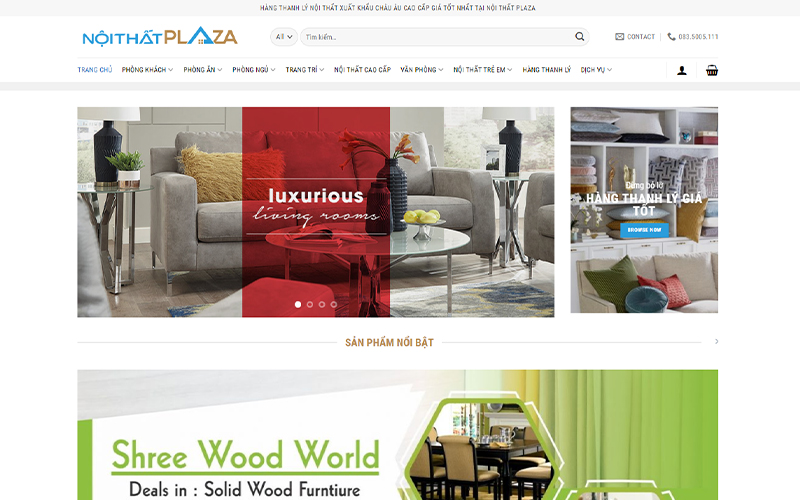 HÀNG THANH LÝ NỘI THẤT XUẤT KHẨU CHÂU ÂU CAO CẤP GIÁ TỐT NHẤT TẠI NỘI THẤT PLAZA
NỘITHẤTPLAZA
All
Tìm kiếm...
CONTACT
083.5005.111
TRANG CHỦ
PHÒNG KHÁCH
PHÒNG ĂN
PHÒNG NGỦ
TRANG TRÍ
NỘI THẤT CAO CẤP
VĂN PHÒNG
NỘI THẤT TRẺ EM
HÀNG THANH LÝ
DỊCH VỤ
luxurious
living rooms
Đừng bỏ lỡ
HÀNG THANH LÝ GIÁ
TỐT
BROWSE NOW
SẢN PHẨM NỔI BẬT
Shree Wood World
Deals in : Solid Wood Furntiure